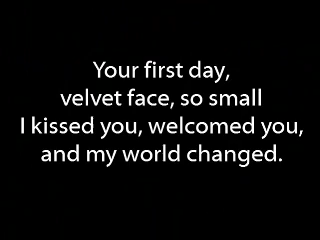 Your first day,
velvet face, so small
I kissed you, welcomed you,
and my world changed.